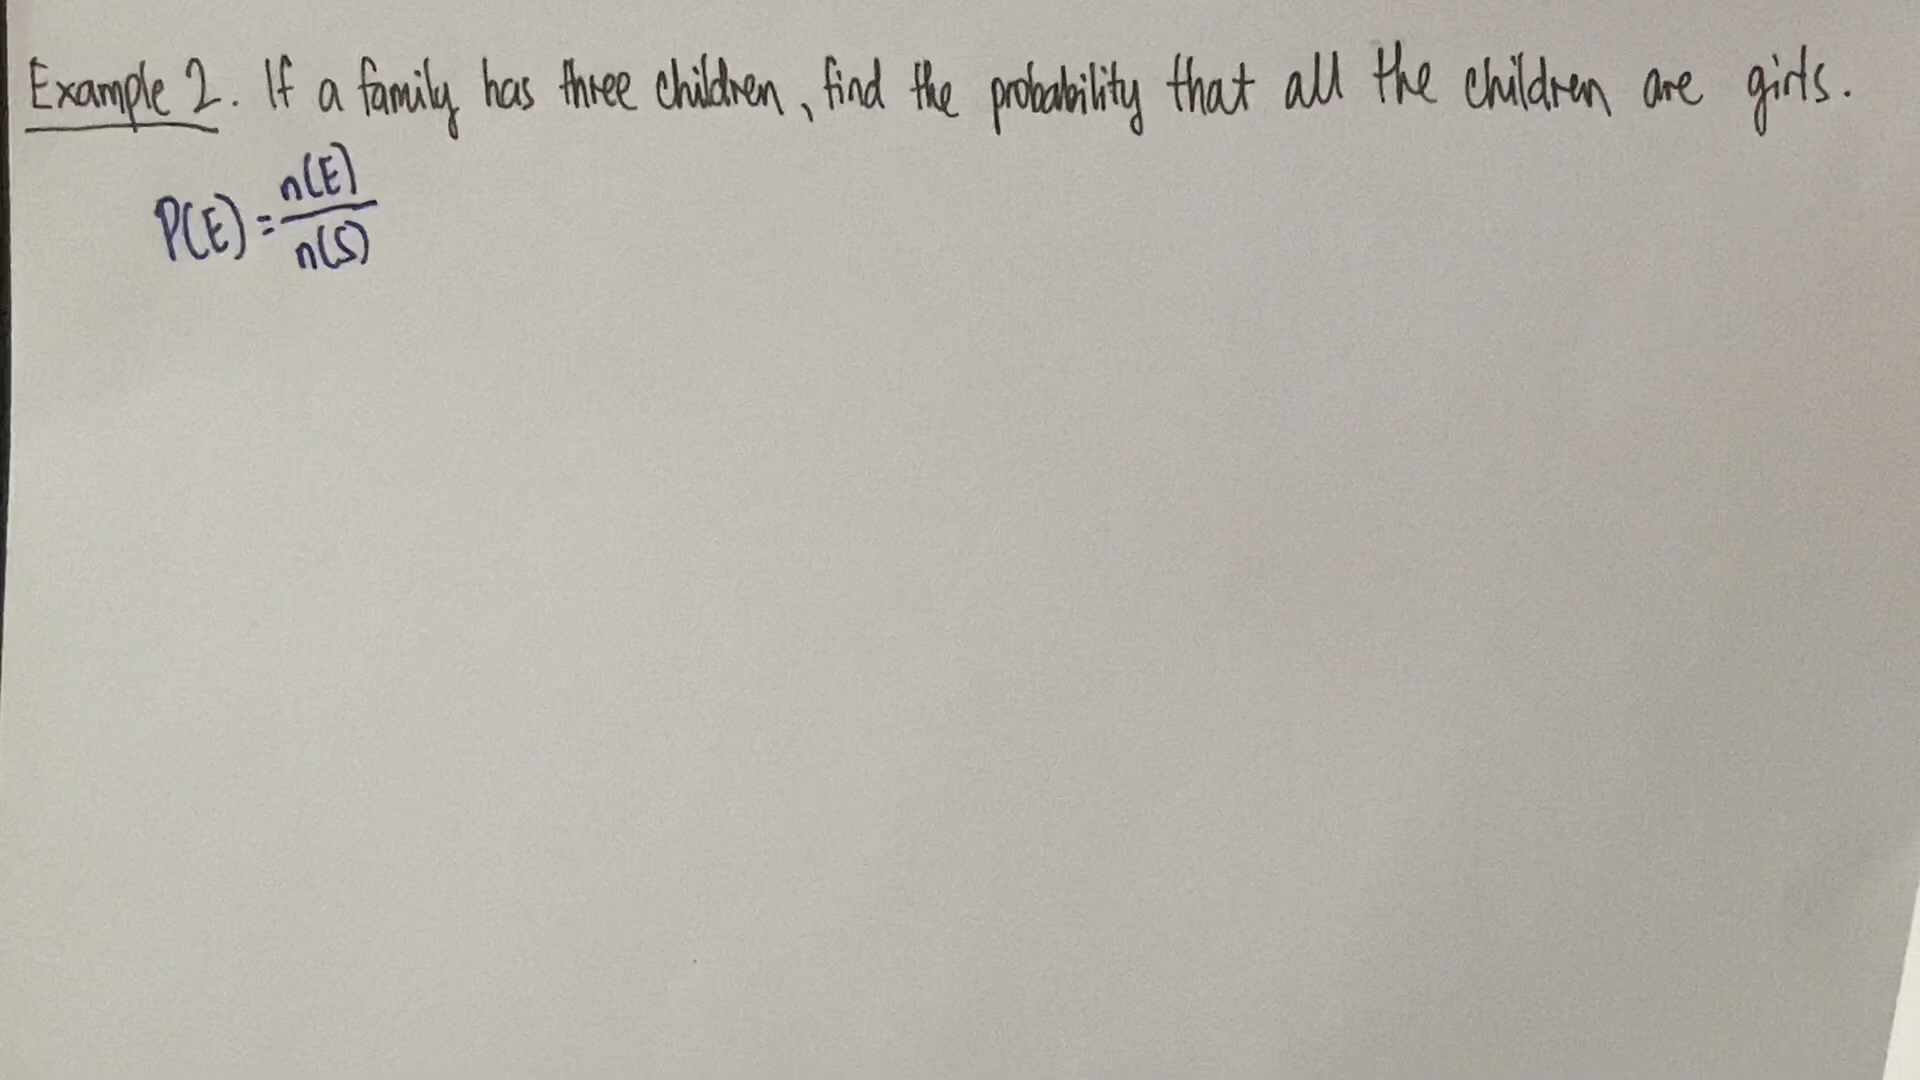 Example 2. If a family has three children, find the probability that all the children are girls.
P(E) = n(E)/n(S)